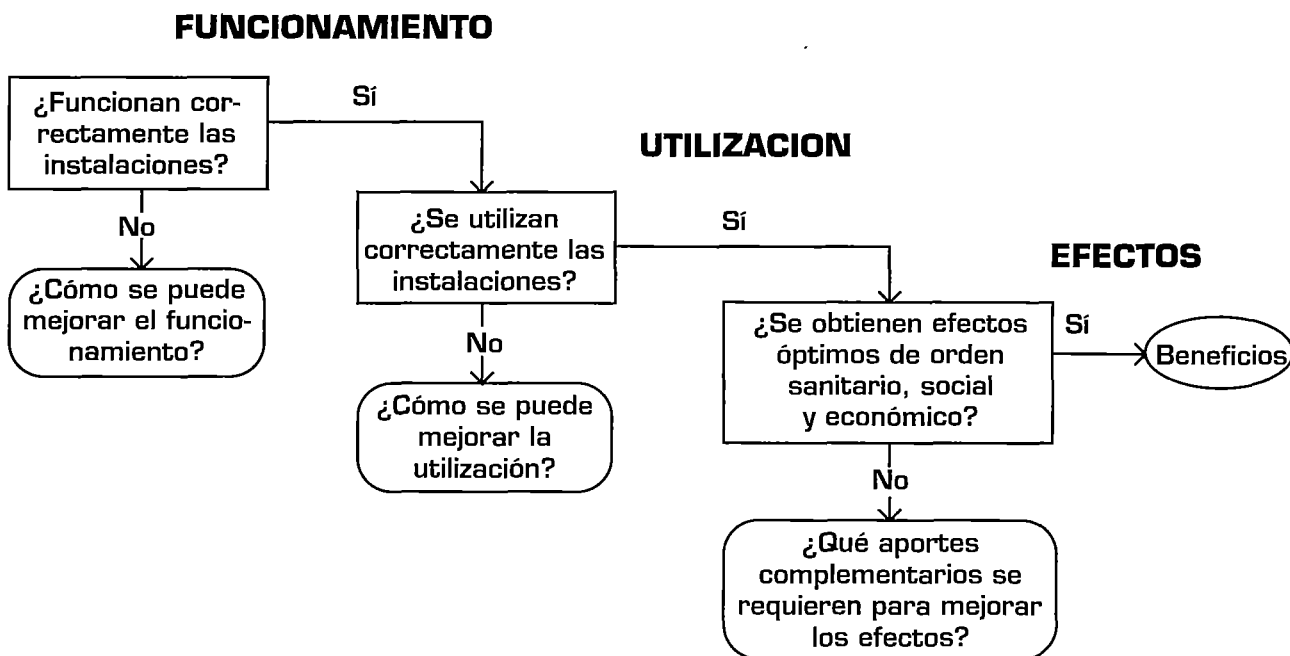 FUNCIONAMIENTO
¿Funcionan cor-
rectamente las
instalaciones?
Sí
No
¿Cómo se puede
mejorar el funcio-
namiento?
UTILIZACION
¿Se utilizan
correctamente las
instalaciones?
Sí
No
¿Cómo se puede
mejorar la
utilización?
EFECTOS
¿Se obtienen efectos
óptimos de orden
sanitario, social
y económico?
Sí
Beneficios
No
¿Qué aportes
complementarios se
requieren para mejorar
los efectos?